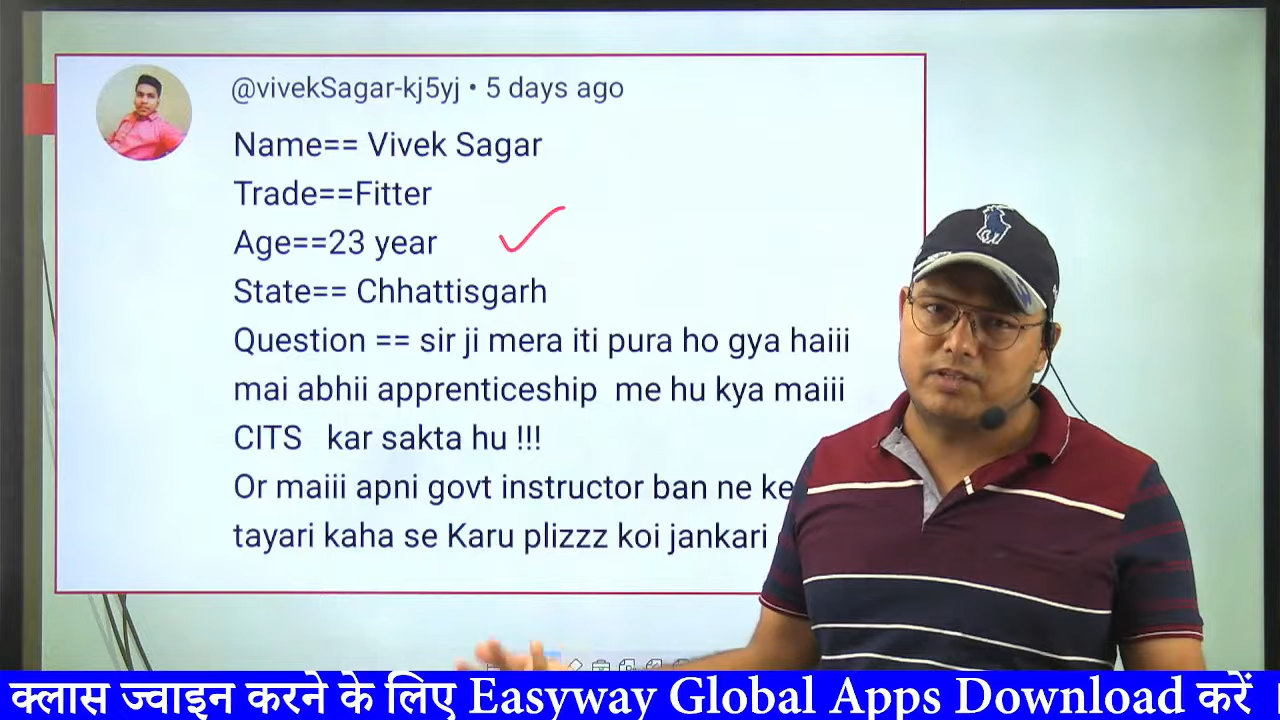 @vivekSagar-kj5yj • 5 days ago
Name== Vivek Sagar
Trade==Fitter
Age==23 year
State== Chhattisgarh
Question == sir ji mera iti pura ho gya haiii
mai abhii apprenticeship me hu kya maiii
CITS kar sakta hu !!!
Or maiii apni govt instructor ban ne ke
tayari kaha se Karu plizzz koi jankari
क्लास ज्वाइन करने के लिए Easyway Global Apps Download करें